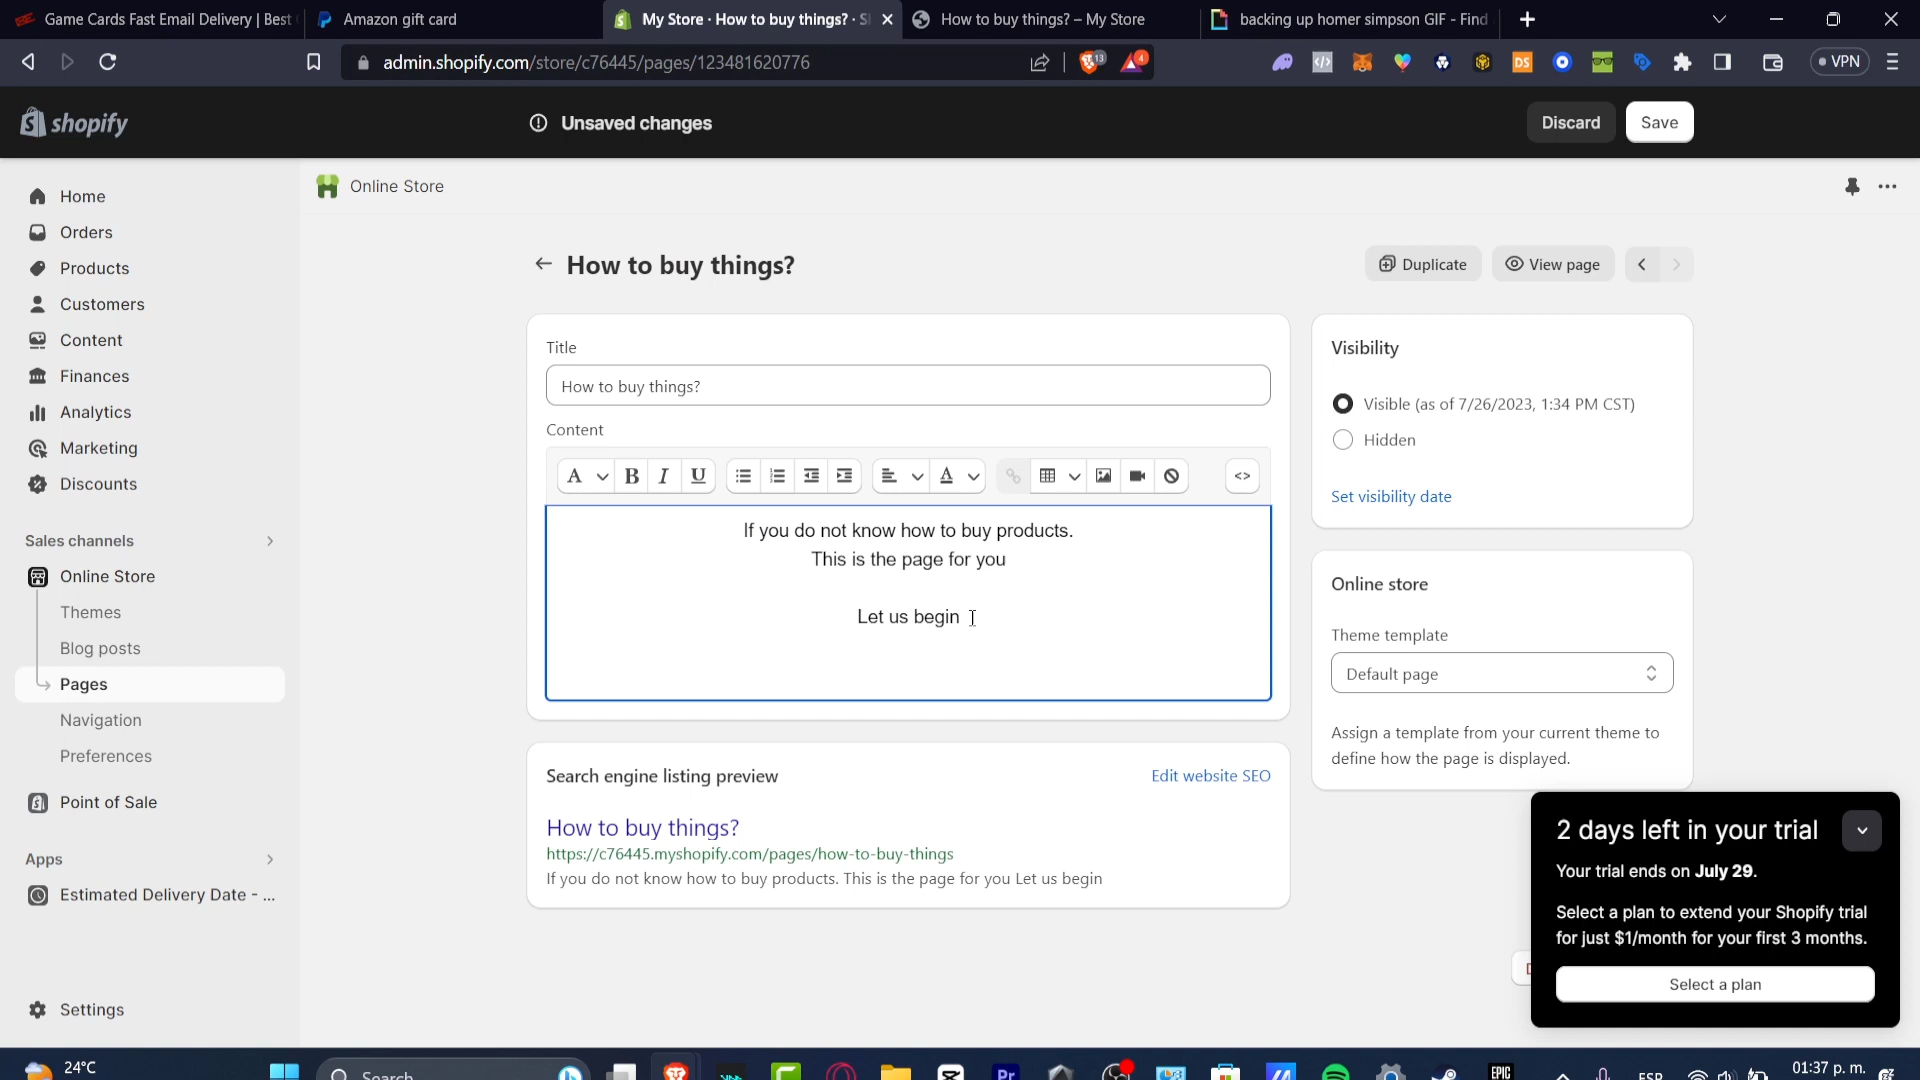 Game Cards Fast Email Delivery | Best
Amazon gift card
My Store · How to buy things? · S
How to buy things? – My Store
backing up homer simpson GIF - Find
admin.shopify.com/store/c76445/pages/123481620776
13
4
DS
VPN
shopify
Unsaved changes
Discard
Save
Home
Orders
Products
Customers
Content
Finances
Analytics
Marketing
Discounts
Sales channels
Online Store
Themes
Blog posts
Pages
Navigation
Preferences
Point of Sale
Apps
Estimated Delivery Date - ...
Settings
Online Store
How to buy things?
Duplicate
View page
Title
How to buy things?
Content
A B I U A <>
If you do not know how to buy products.
This is the page for you
Let us begin
Search engine listing preview
Edit website SEO
How to buy things?
https://c76445.myshopify.com/pages/how-to-buy-things
If you do not know how to buy products. This is the page for you Let us begin
Visibility
Visible (as of 7/26/2023, 1:34 PM CST)
Hidden
Set visibility date
Online store
Theme template
Default page
Assign a template from your current theme to
define how the page is displayed.
2 days left in your trial
Your trial ends on July 29.
Select a plan to extend your Shopify trial
for just $1/month for your first 3 months.
Select a plan
24°C
Search
Pr
EPIC
ESP
01:37 p. m.